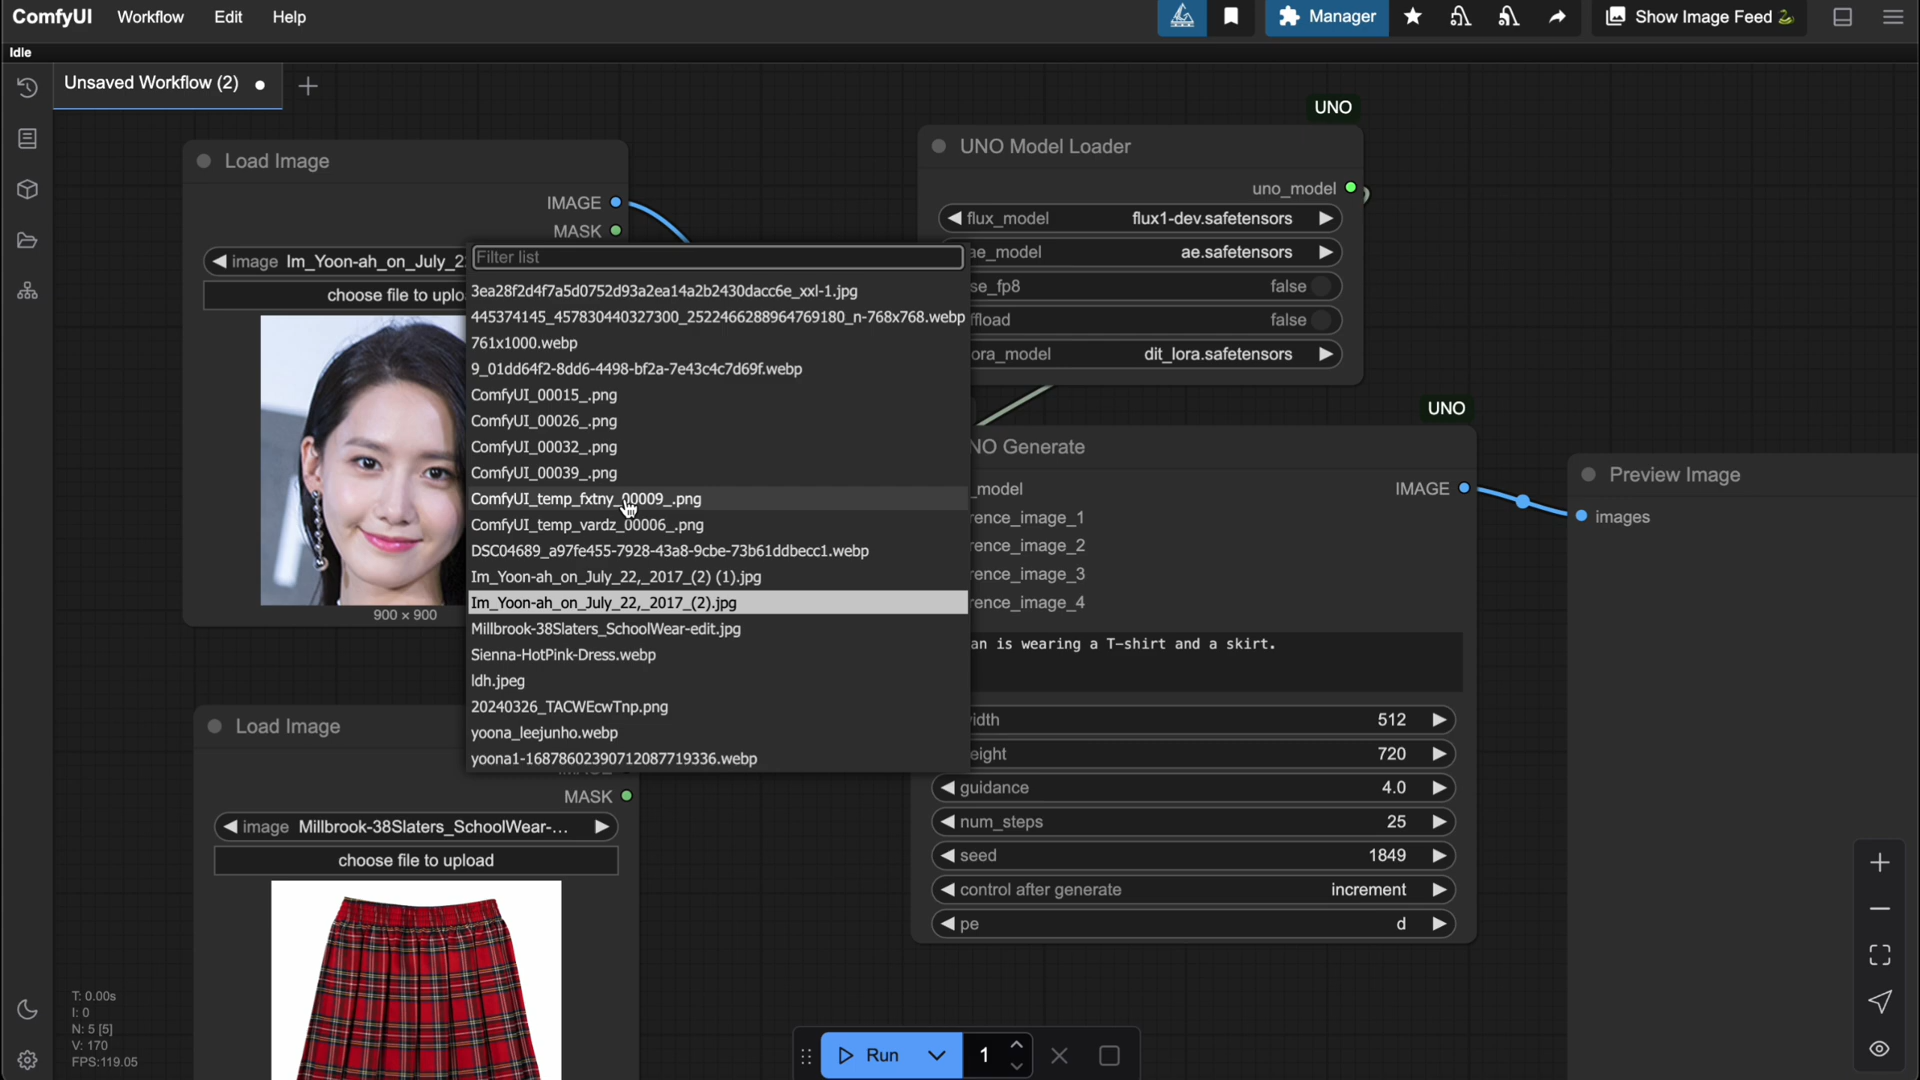 ComfyUI Workflow Edit Help Manager Show Image Feed 🐍
Idle
Unsaved Workflow (2)
UNO
Load Image
IMAGE
MASK
image Im_Yoon-ah_on_July_2
choose file to uplo
900 × 900
Filter list
3ea28f2d4f7a5d0752d93a2ea14a2b2430dacc6e_xxl-1.jpg
445374145_457830440327300_2522466288964769180_n-768x768.webp
761x1000.webp
9_01dd64f2-8dd6-4498-bf2a-7e43c4c7d69f.webp
ComfyUI_00015_.png
ComfyUI_00026_.png
ComfyUI_00032_.png
ComfyUI_00039_.png
ComfyUI_temp_fxtny_00009_.png
ComfyUI_temp_vardz_00006_.png
DSC04689_a97fe455-7928-43a8-9cbe-73b61ddbecc1.webp
Im_Yoon-ah_on_July_22,_2017_(2) (1).jpg
Im_Yoon-ah_on_July_22,_2017_(2).jpg
Millbrook-38Slaters_SchoolWear-edit.jpg
Sienna-HotPink-Dress.webp
ldh.jpeg
20240326_TACWEcwTnp.png
yoona_leejunho.webp
yoona1-16878602390712087719336.webp
UNO Model Loader
uno_model
flux_model flux1-dev.safetensors
ae_model ae.safetensors
se_fp8 false
ffload false
ora_model dit_lora.safetensors
UNO
NO Generate
_model IMAGE
rence_image_1
rence_image_2
rence_image_3
rence_image_4
an is wearing a T-shirt and a skirt.
idth 512
eight 720
guidance 4.0
num_steps 25
seed 1849
control after generate increment
pe d
Preview Image
images
Load Image
MASK
image Millbrook-38Slaters_SchoolWear-...
choose file to upload
T: 0.00s
I: 0
N: 5 [5]
V: 170
FPS:119.05
Run 1